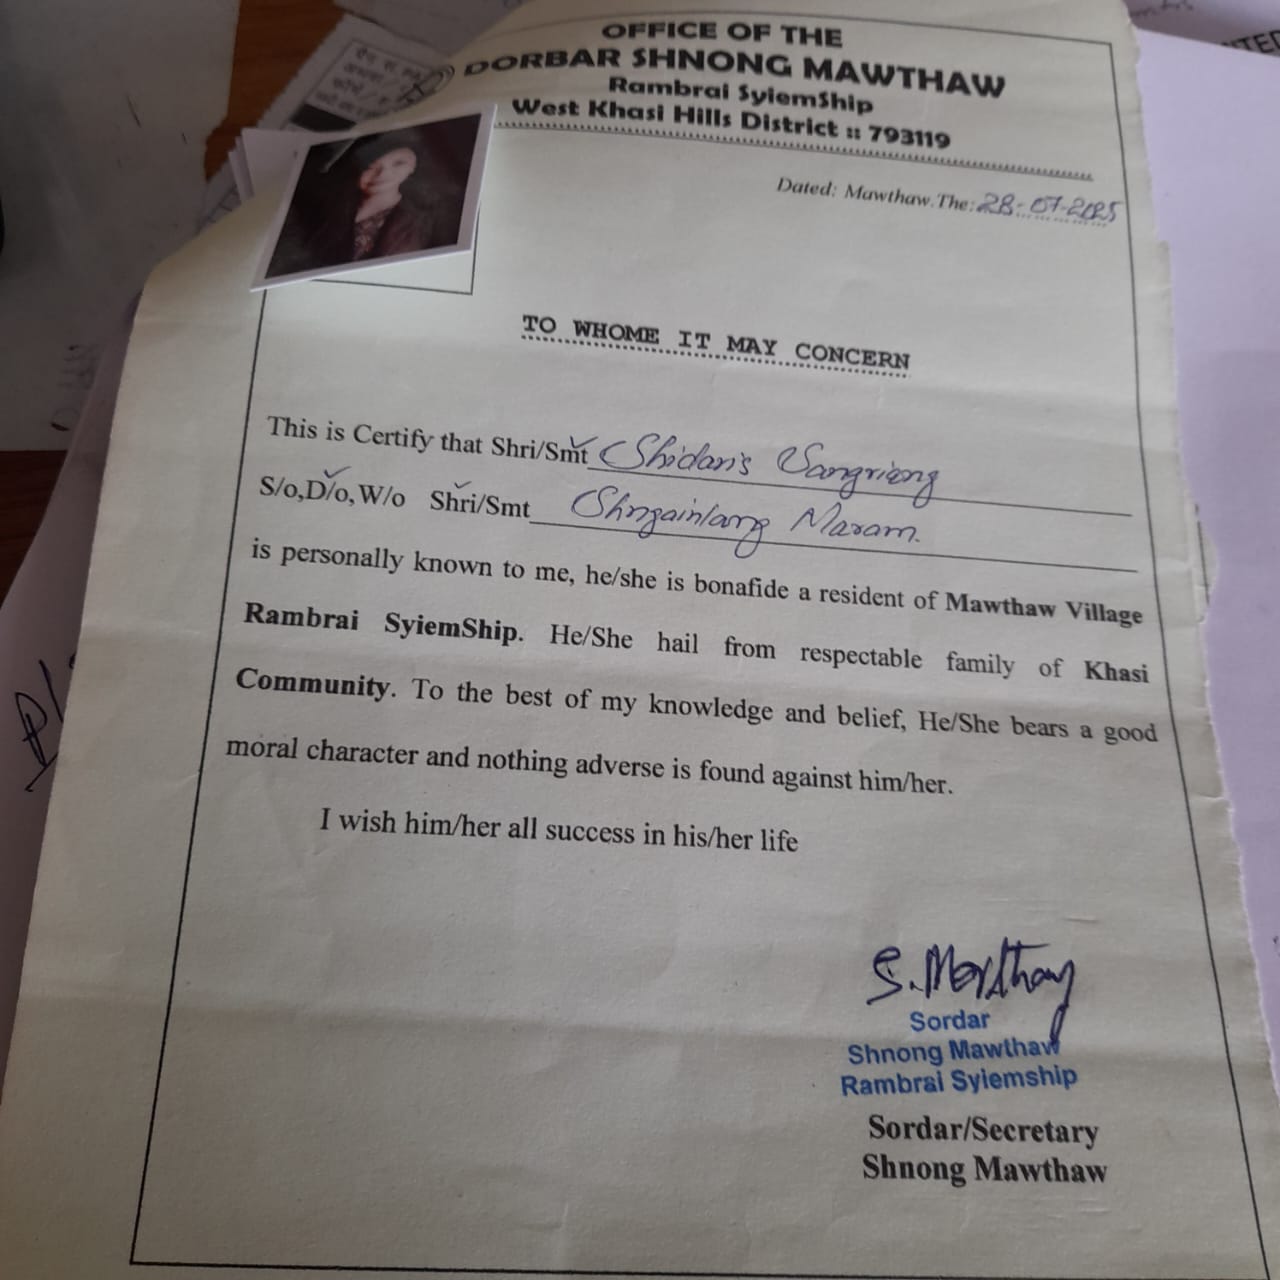 OFFICE OF THE
DORBAR SHNONG MAWTHAW
Rambrai SyiemShip
West Khasi Hills District :: 793119
Dated: Mawthaw.The: 28-07-2025
TO WHOME IT MAY CONCERN
This is Certify that Shri/Smt Shidaris Sangriang
S/o,D/o,W/o Shri/Smt Shngainlang Maram.
is personally known to me, he/she is bonafide a resident of Mawthaw Village
Rambrai SyiemShip. He/She hail from respectable family of Khasi
Community. To the best of my knowledge and belief, He/She bears a good
moral character and nothing adverse is found against him/her.
I wish him/her all success in his/her life
Sordar
Shnong Mawthaw
Rambrai Syiemship
Sordar/Secretary
Shnong Mawthaw